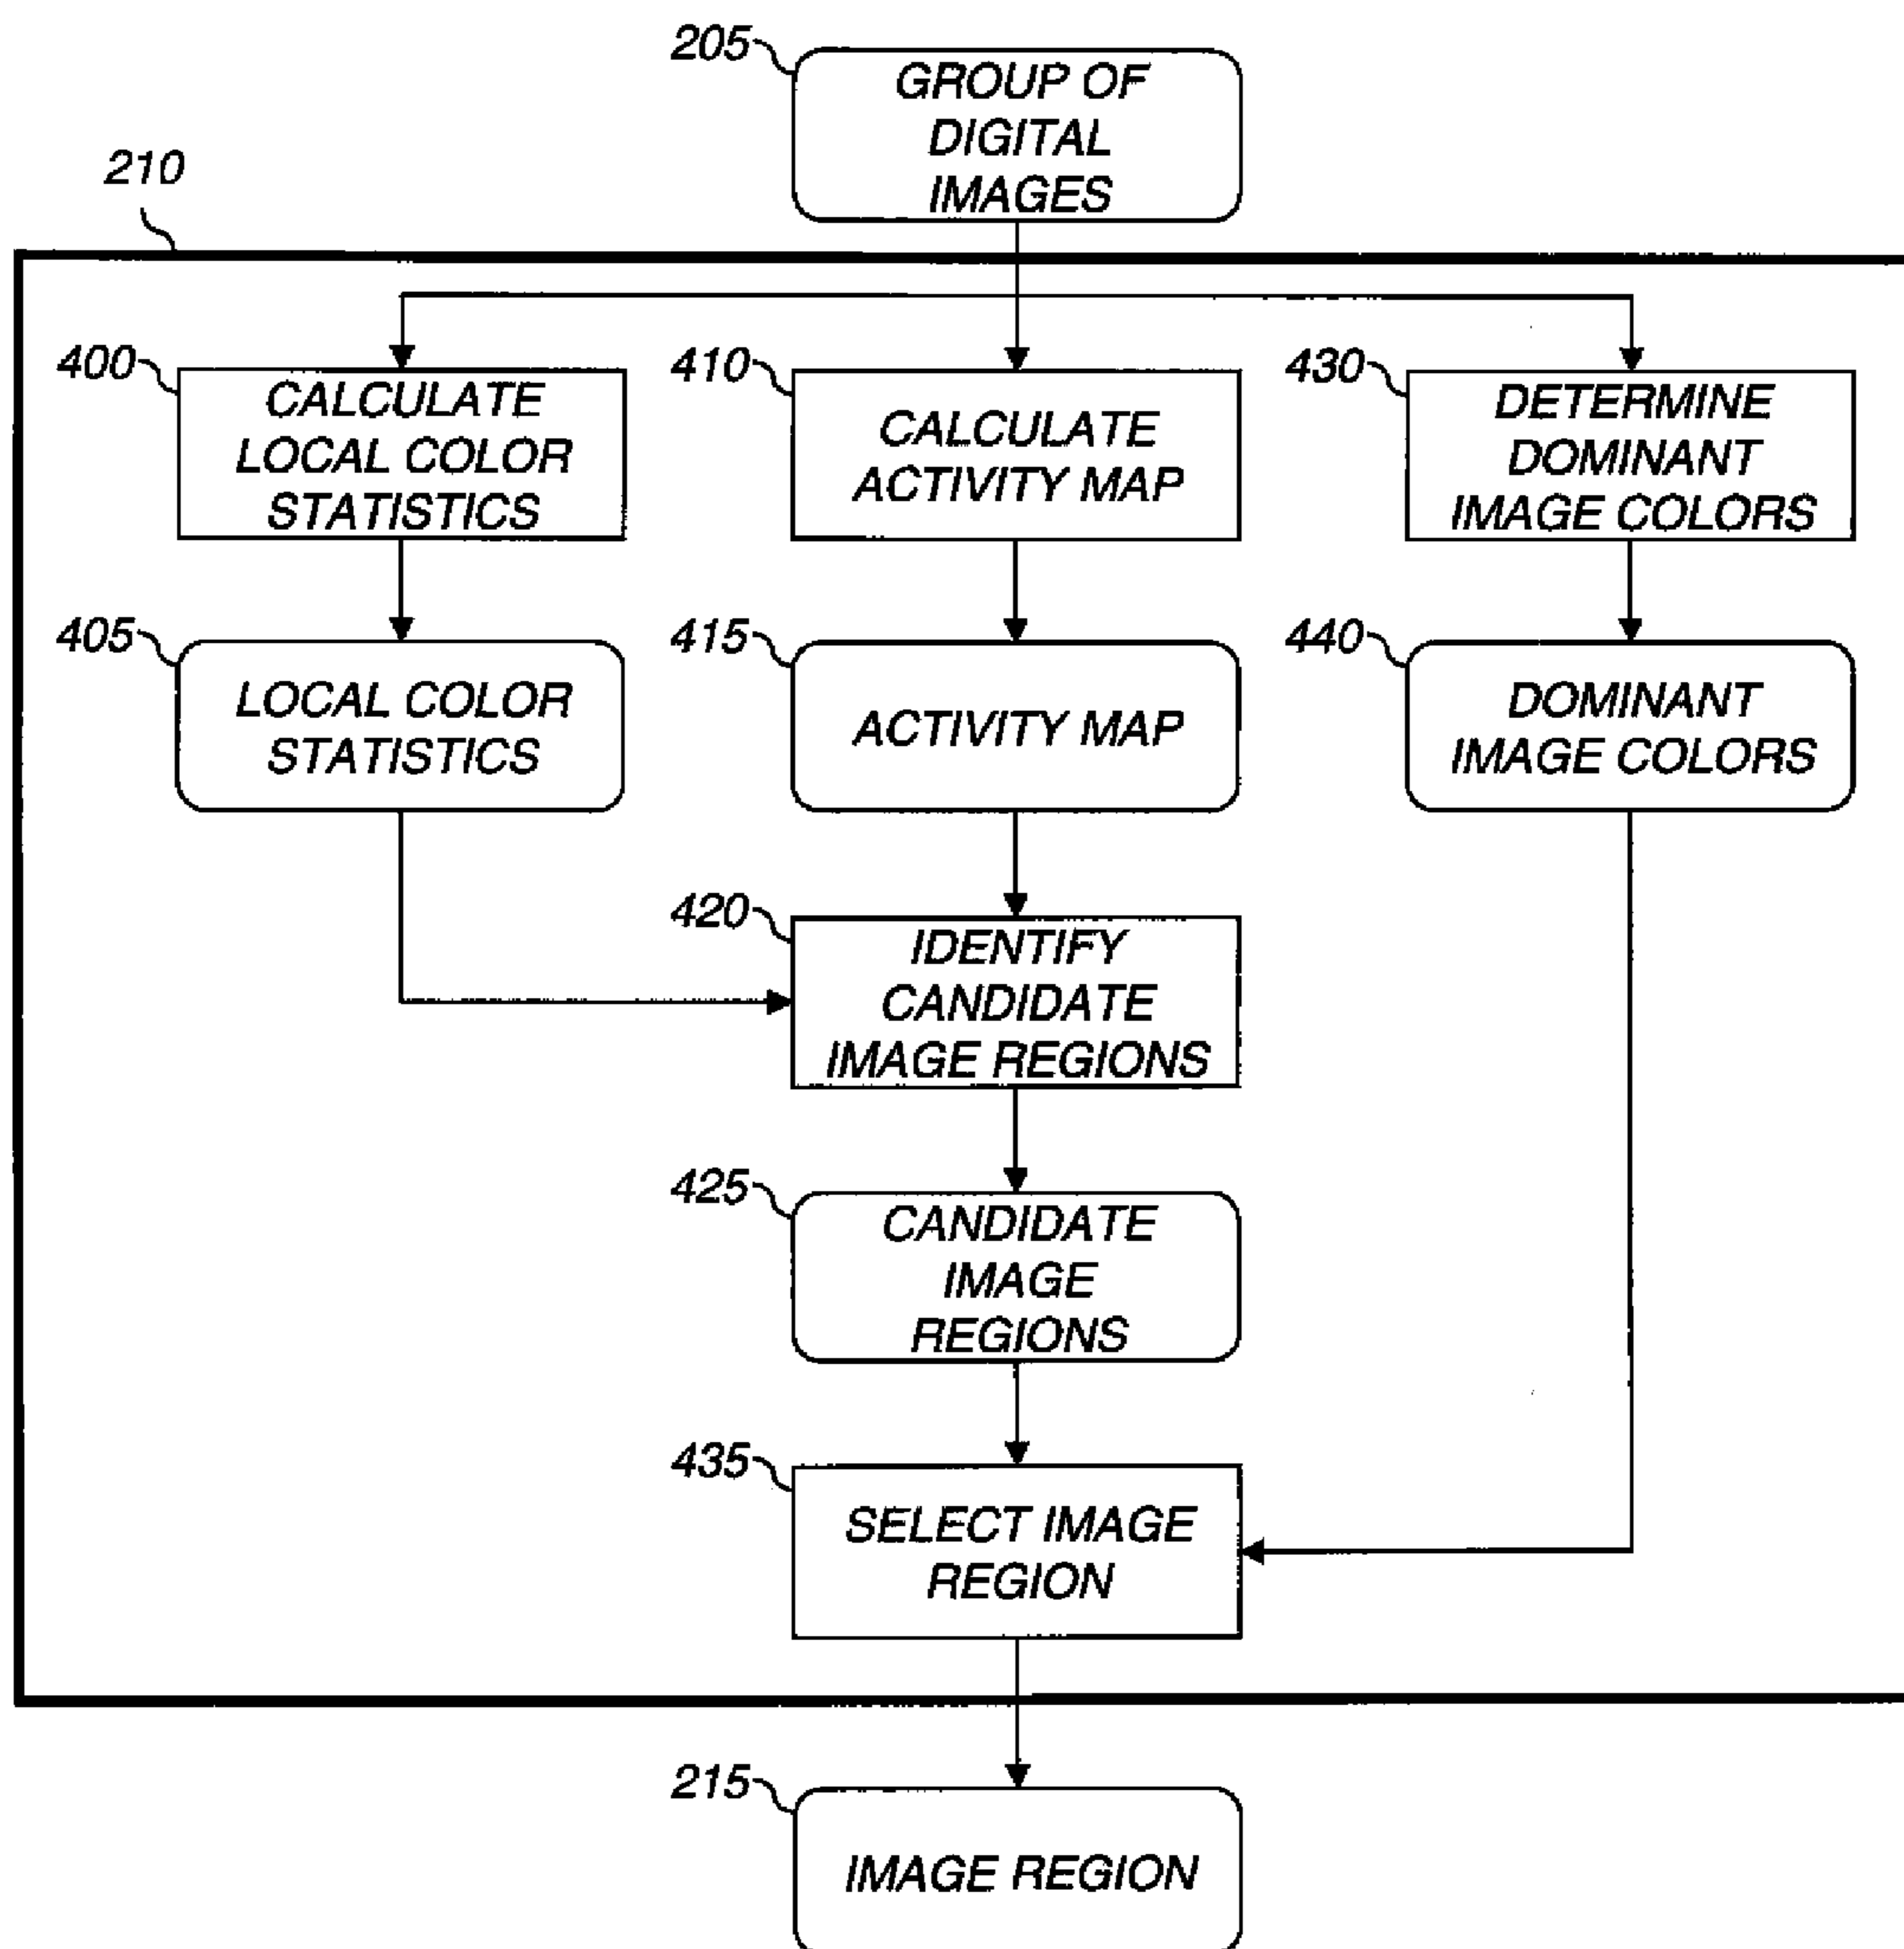 205
GROUP OF
DIGITAL
IMAGES
210
400
CALCULATE
LOCAL COLOR
STATISTICS
410
CALCULATE
ACTIVITY MAP
430
DETERMINE
DOMINANT
IMAGE COLORS
405
LOCAL COLOR
STATISTICS
415
ACTIVITY MAP
440
DOMINANT
IMAGE COLORS
420
IDENTIFY
CANDIDATE
IMAGE REGIONS
425
CANDIDATE
IMAGE
REGIONS
435
SELECT IMAGE
REGION
215
IMAGE REGION